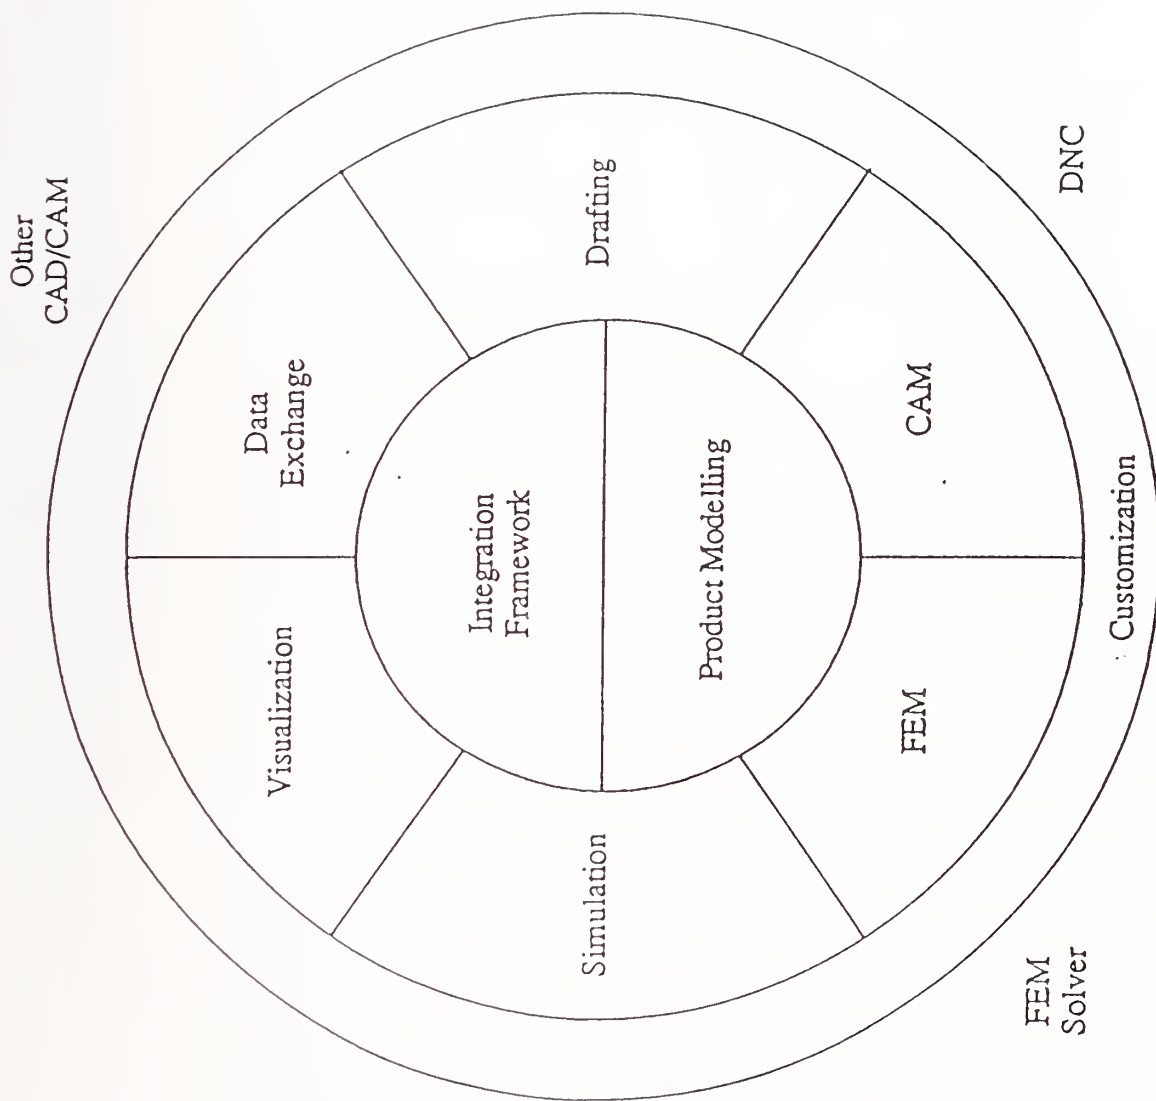 Other
CAD/CAM
Data
Exchange
Drafting
DNC
Visualization
Integration
Framework
Product Modelling
CAM
Customization
Simulation
FEM
FEM
Solver